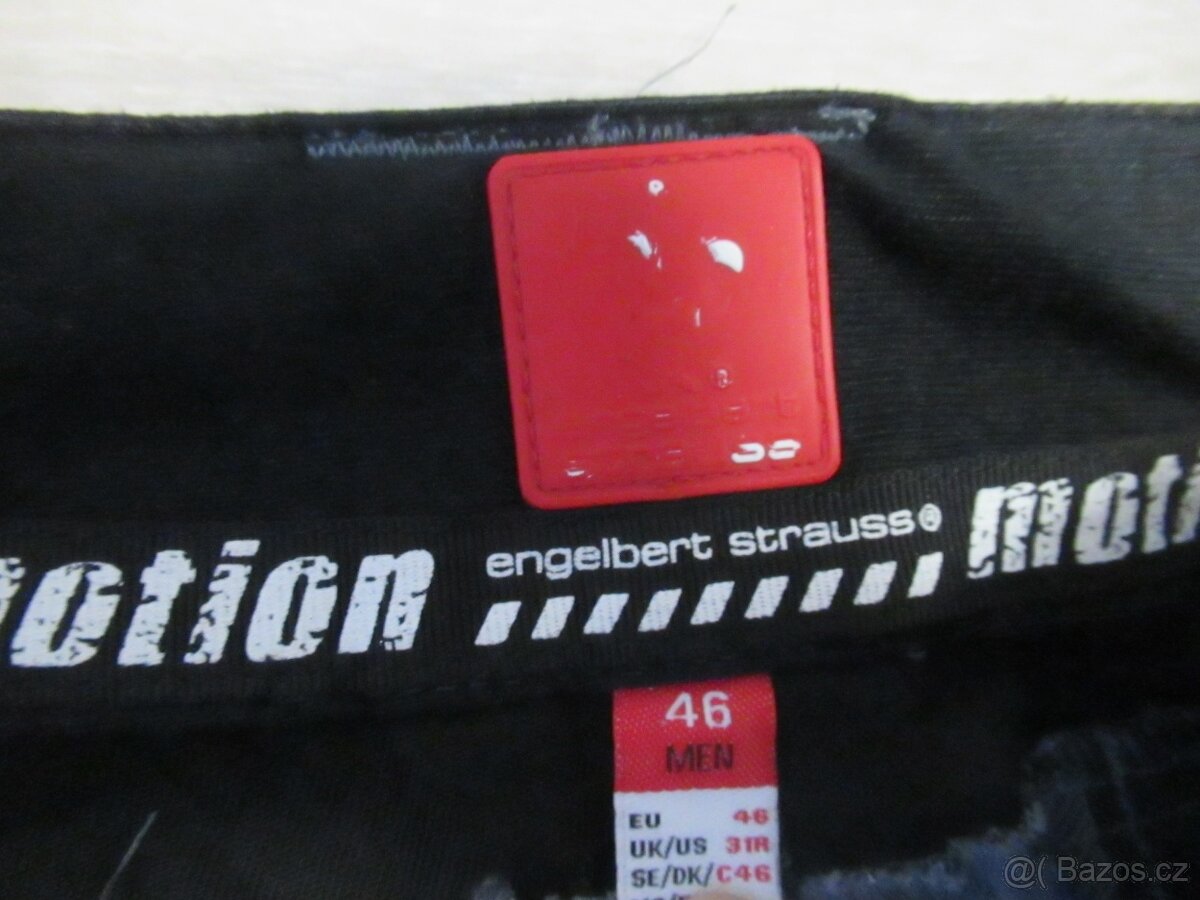 motion engelbert strauss® moti
46
MEN
EU 46
UK/US 31R
SE/DK/C46
@( Bazos.cz